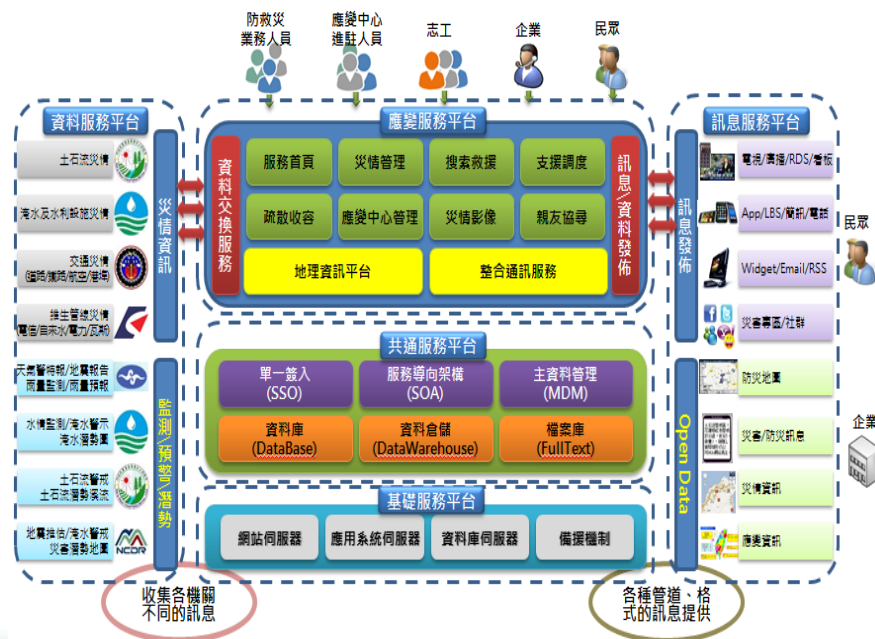 防救災
業務人員
應變中心
進駐人員
志工
企業
民眾
資料服務平台
土石流災情
淹水及水利設施災情
交通災情
(道路/鐵路/航空/港埠)
維生管線災情
(電信/自來水/電力/瓦斯)
災情資訊
天氣警特報/地震報告
雨量監測/雨量預報
水情監測/淹水警示
淹水潛勢圖
土石流警戒
土石流潛勢溪流
地震推估/淹水警戒
災害潛勢地圖
NCDR
監測/預警/潛勢
收集各機關
不同的訊息
應變服務平台
資料交換服務
服務首頁
災情管理
搜索救援
支援調度
疏散收容
應變中心管理
災情影像
親友協尋
地理資訊平台
整合通訊服務
訊息/資料發佈
共通服務平台
單一簽入
(SSO)
服務導向架構
(SOA)
主資料管理
(MDM)
資料庫
(DataBase)
資料倉儲
(DataWarehouse)
檔案庫
(FullText)
基礎服務平台
網站伺服器
應用系統伺服器
資料庫伺服器
備援機制
訊息服務平台
訊息發佈
電視/廣播/RDS/看板
App/LBS/簡訊/電話
Widget/Email/RSS
災害專區/社群
民眾
Open Data
防災地圖
災害/防災訊息
災情資訊
應變資訊
企業
各種管道、格
式的訊息提供